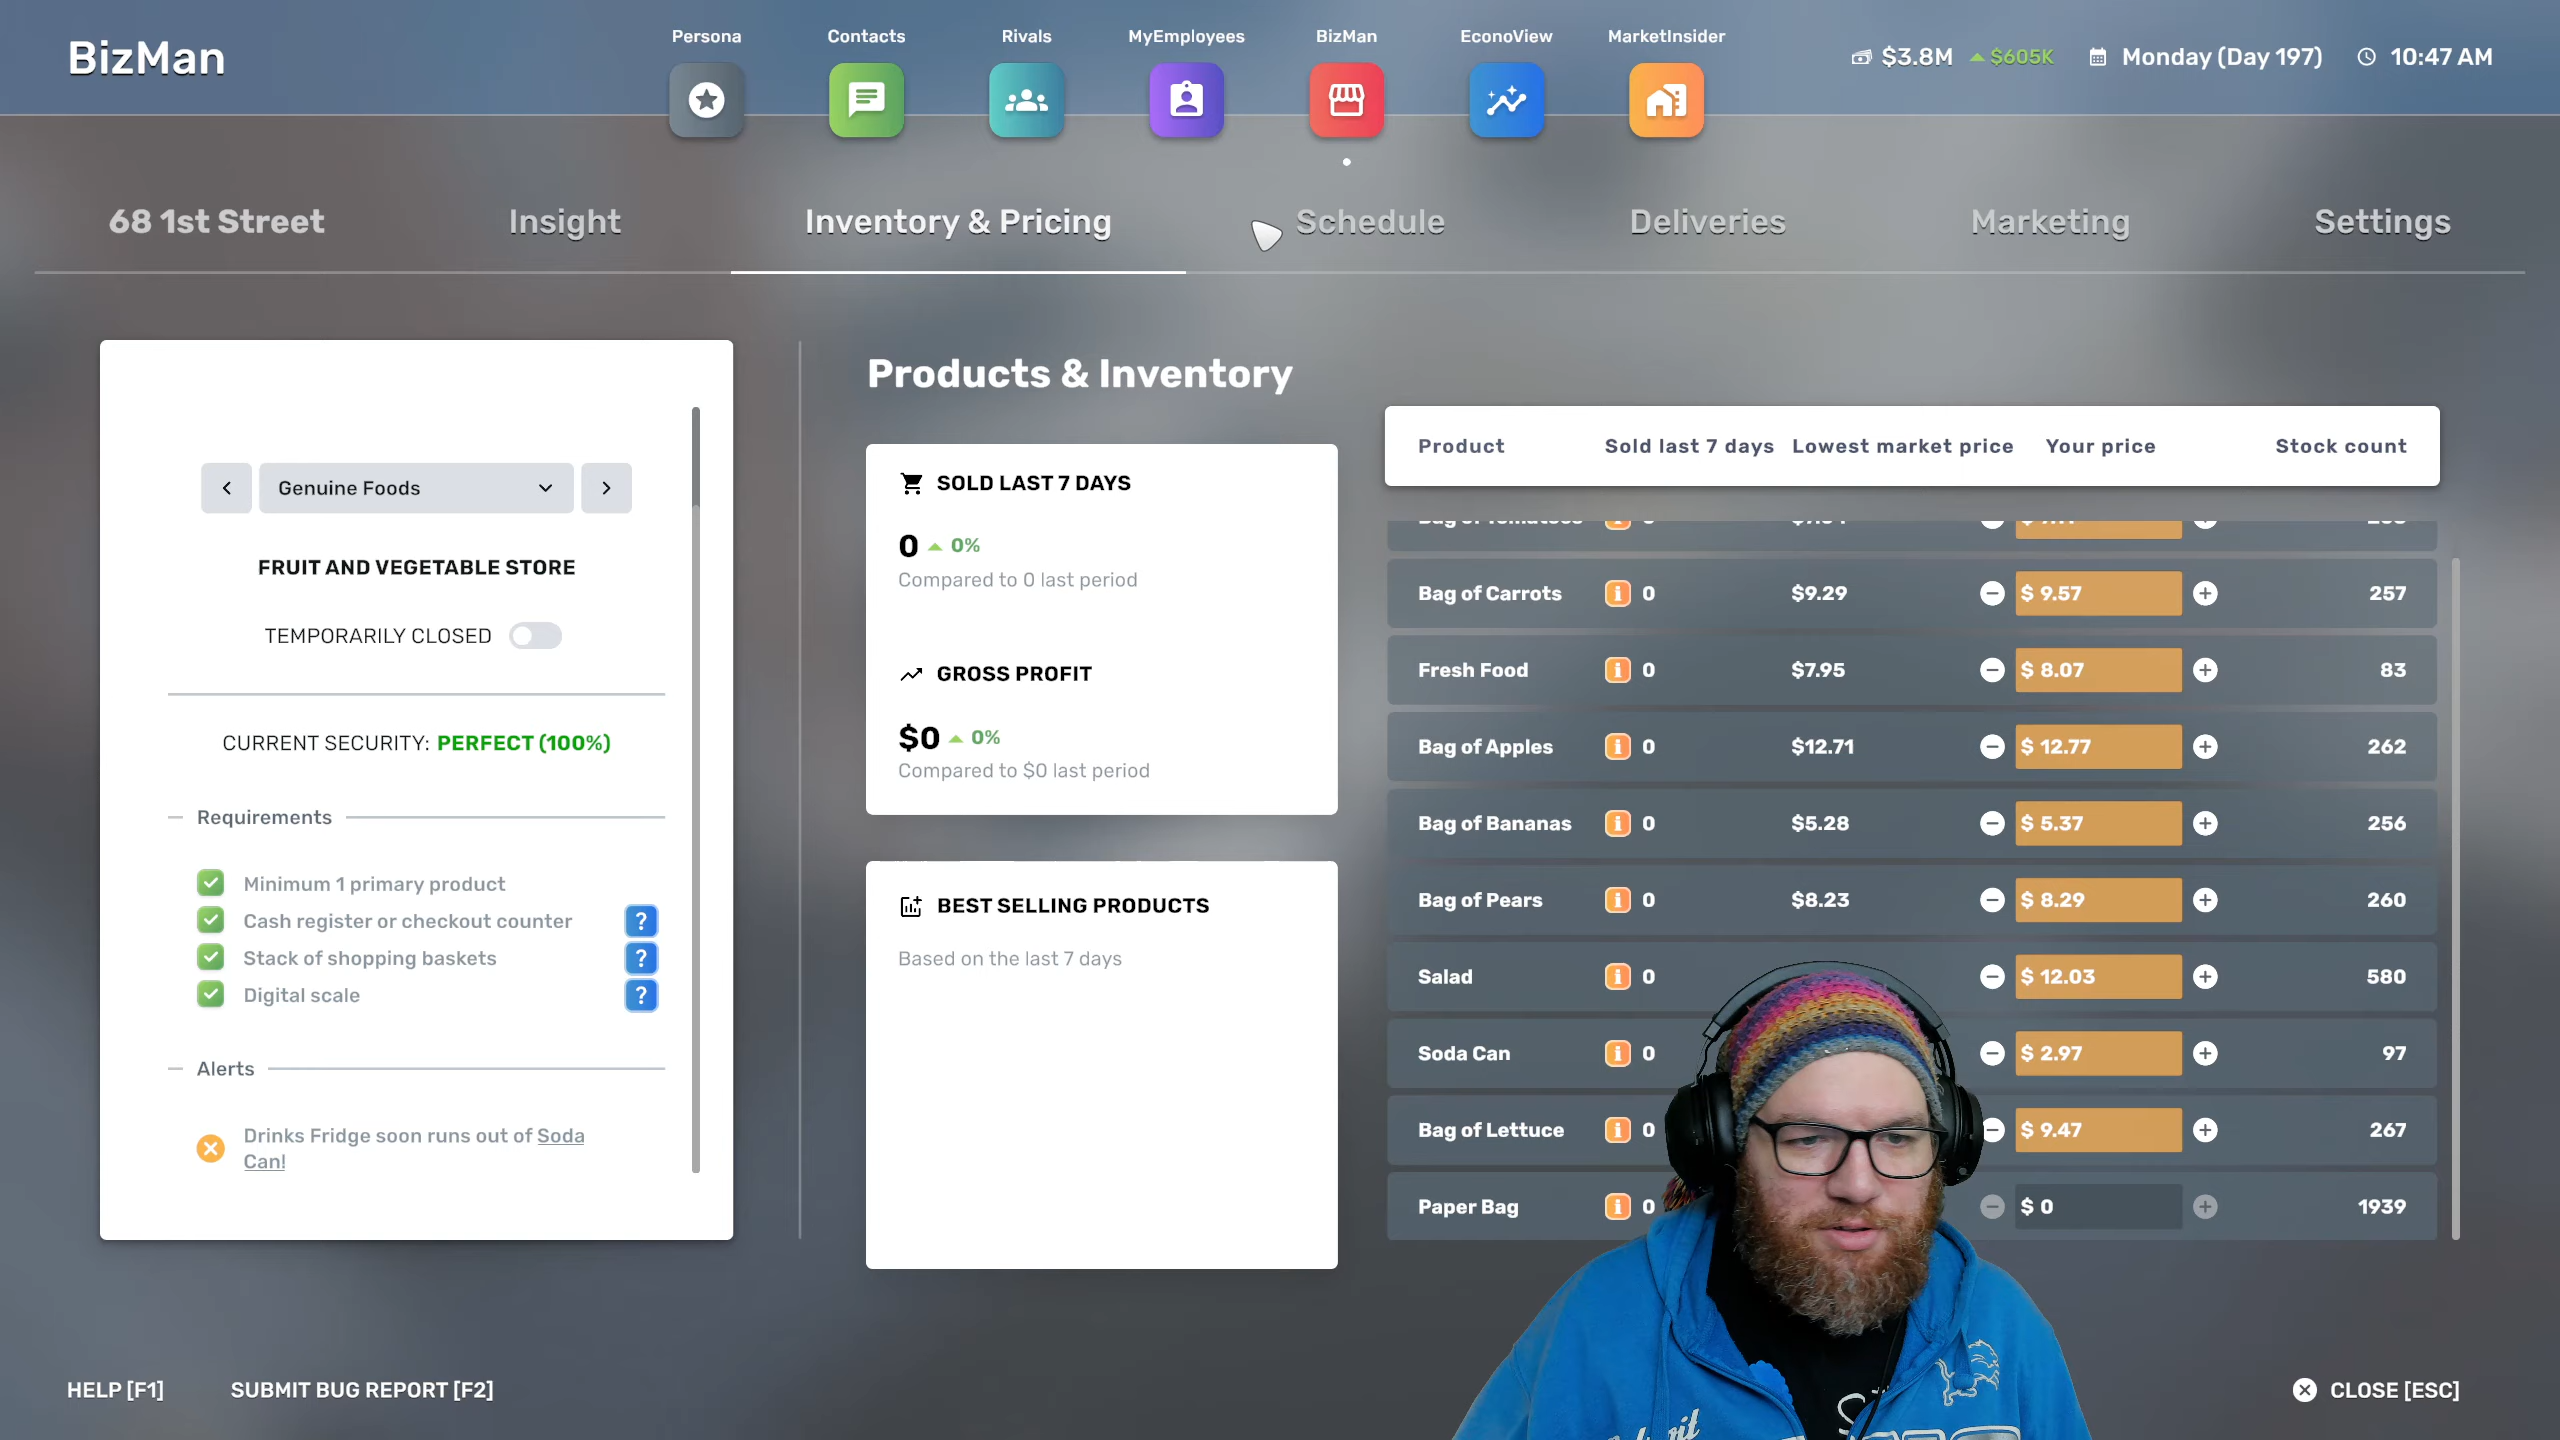 BizMan
Persona
Contacts
Rivals
MyEmployees
BizMan
EconoView
MarketInsider
$3.8M
$605K
Monday (Day 197)
10:47 AM
68 1st Street
Insight
Inventory & Pricing
Schedule
Deliveries
Marketing
Settings
Genuine Foods
FRUIT AND VEGETABLE STORE
TEMPORARILY CLOSED
CURRENT SECURITY: PERFECT (100%)
Requirements
Minimum 1 primary product
Cash register or checkout counter ?
Stack of shopping baskets ?
Digital scale ?
Alerts
Drinks Fridge soon runs out of Soda
Can!
Products & Inventory
SOLD LAST 7 DAYS
0 0%
Compared to 0 last period
GROSS PROFIT
$0 0%
Compared to $0 last period
BEST SELLING PRODUCTS
Based on the last 7 days
Product Sold last 7 days Lowest market price Your price Stock count
Bag of Carrots i 0 $9.29 $ 9.57 257
Fresh Food i 0 $7.95 $ 8.07 83
Bag of Apples i 0 $12.71 $ 12.77 262
Bag of Bananas i 0 $5.28 $ 5.37 256
Bag of Pears i 0 $8.23 $ 8.29 260
Salad i 0 $ 12.03 580
Soda Can i 0 $ 2.97 97
Bag of Lettuce i 0 $ 9.47 267
Paper Bag i 0 $ 0 1939
HELP [F1]
SUBMIT BUG REPORT [F2]
CLOSE [ESC]